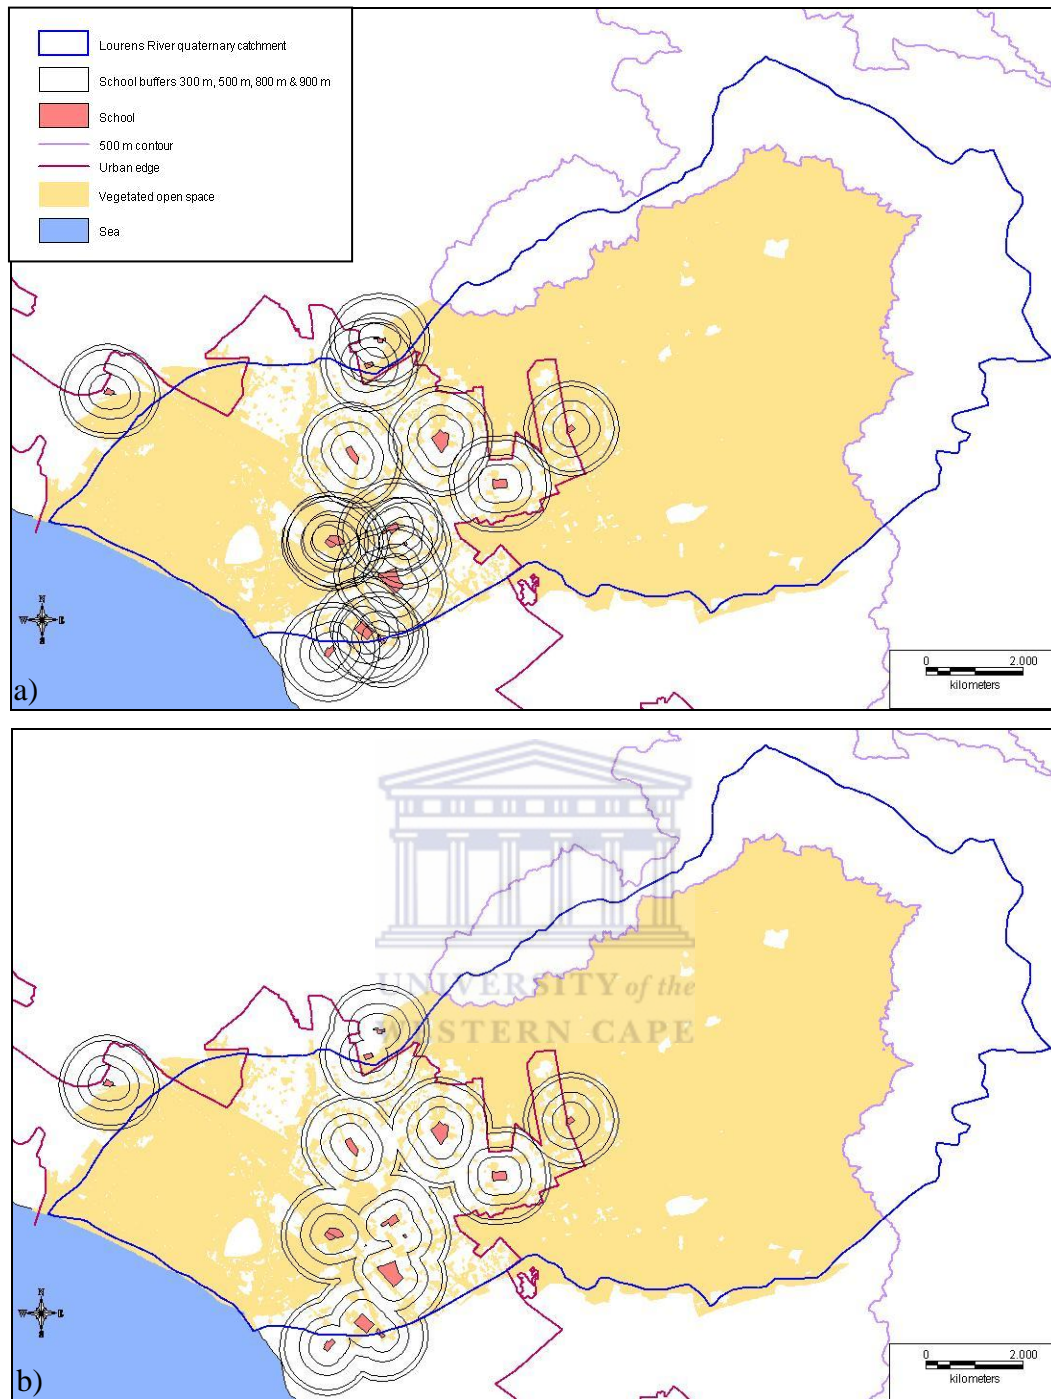 Lourens River quaternary catchment
School buffers 300 m, 500 m, 800 m & 900 m
School
500 m contour
Urban edge
Vegetated open space
Sea
N
W E
S
0 2.000
kilometers
a)
UNIVERSITY of the
WESTERN CAPE
N
W E
S
0 2.000
kilometers
b)